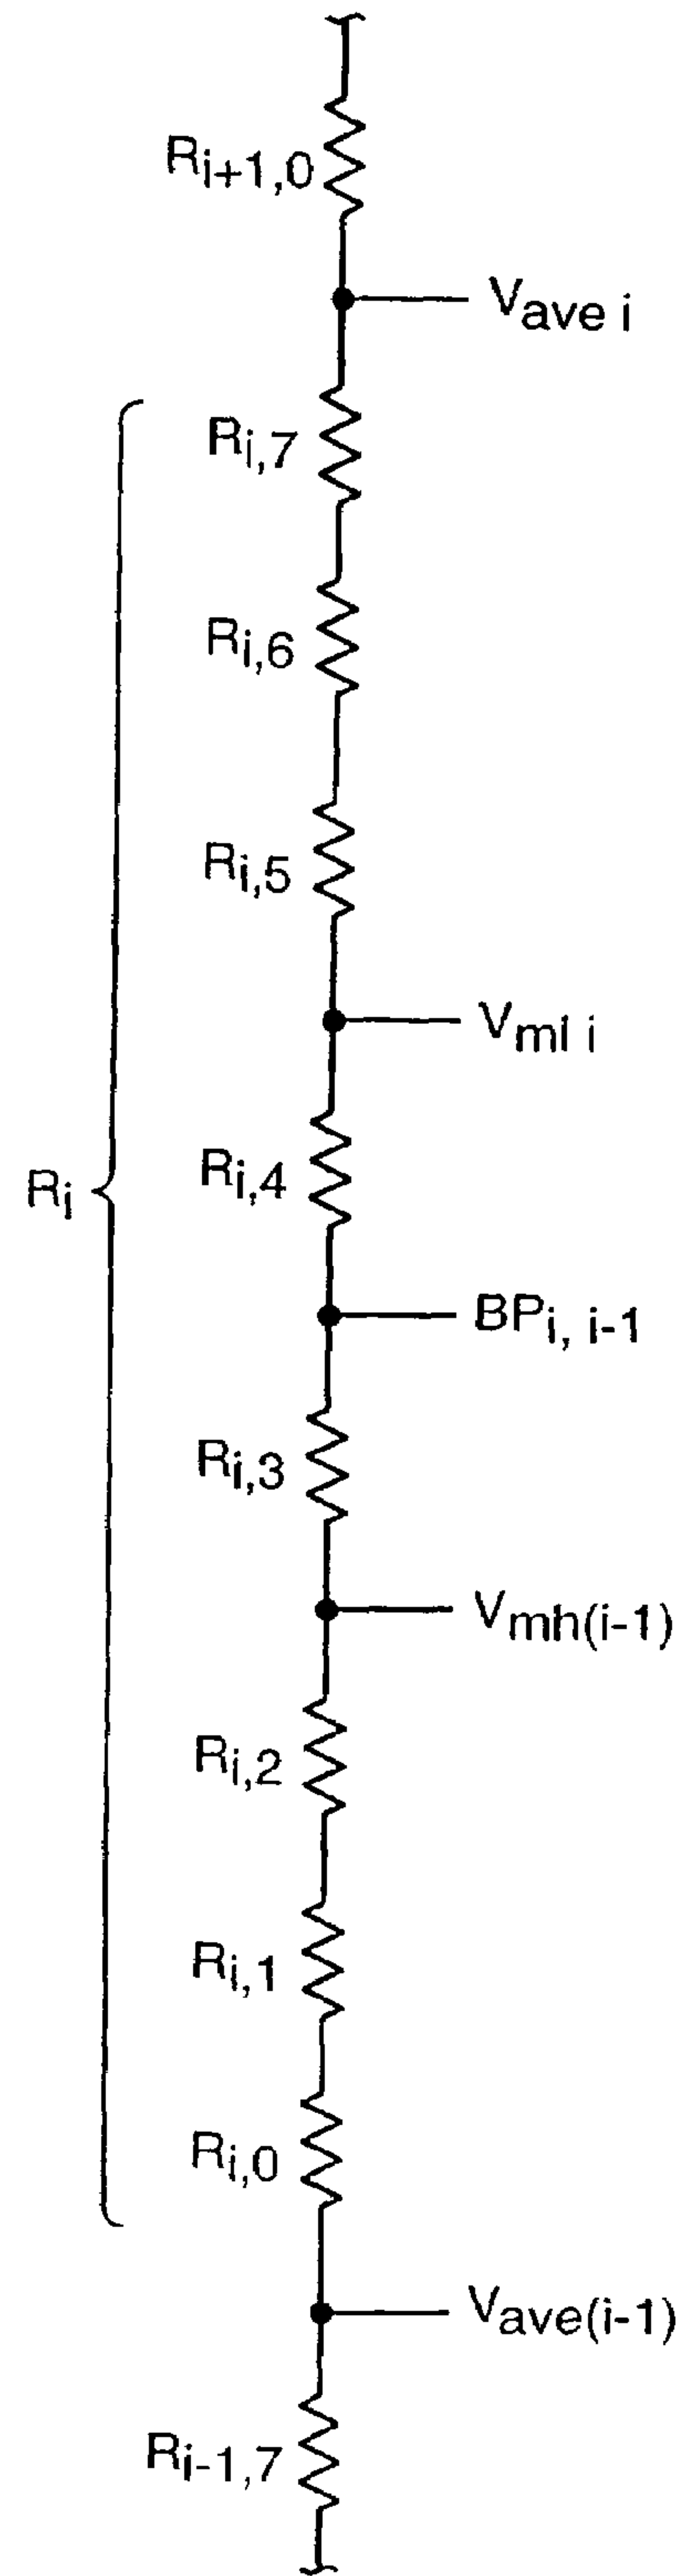 Ri+1,0
Vave i
Ri,7
Ri,6
Ri,5
Vml i
Ri,4
Ri
BPi, i-1
Ri,3
Vmh(i-1)
Ri,2
Ri,1
Ri,0
Vave(i-1)
Ri-1,7